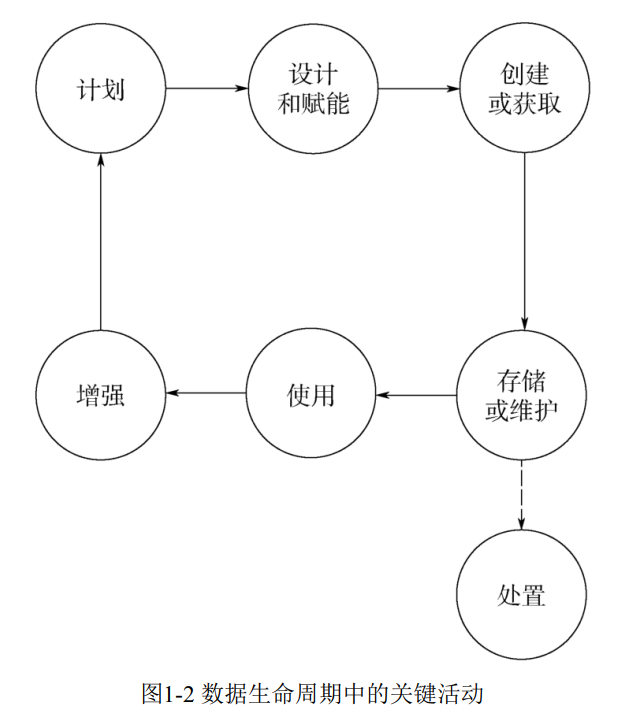 计划
设计
和赋能
创建
或获取
增强
使用
存储
或维护
处置
图1-2 数据生命周期中的关键活动